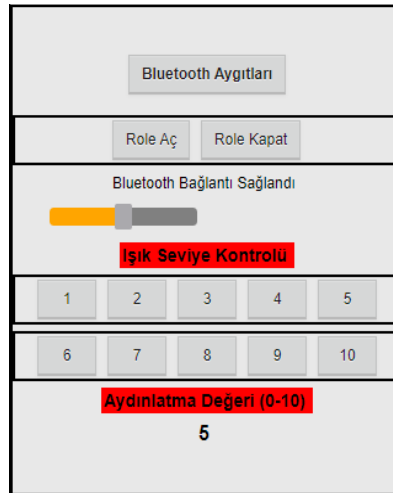 Bluetooth Aygıtları
Role Aç Role Kapat
Bluetooth Bağlantı Sağlandı
Işık Seviye Kontrolü
1 2 3 4 5
6 7 8 9 10
Aydınlatma Değeri (0-10)
5